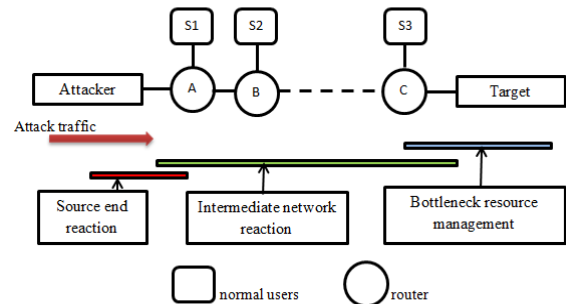 S1
S2
S3
Attacker
A
B
C
Target
Attack traffic
Source end
reaction
Intermediate network
reaction
Bottleneck resource
management
normal users
router